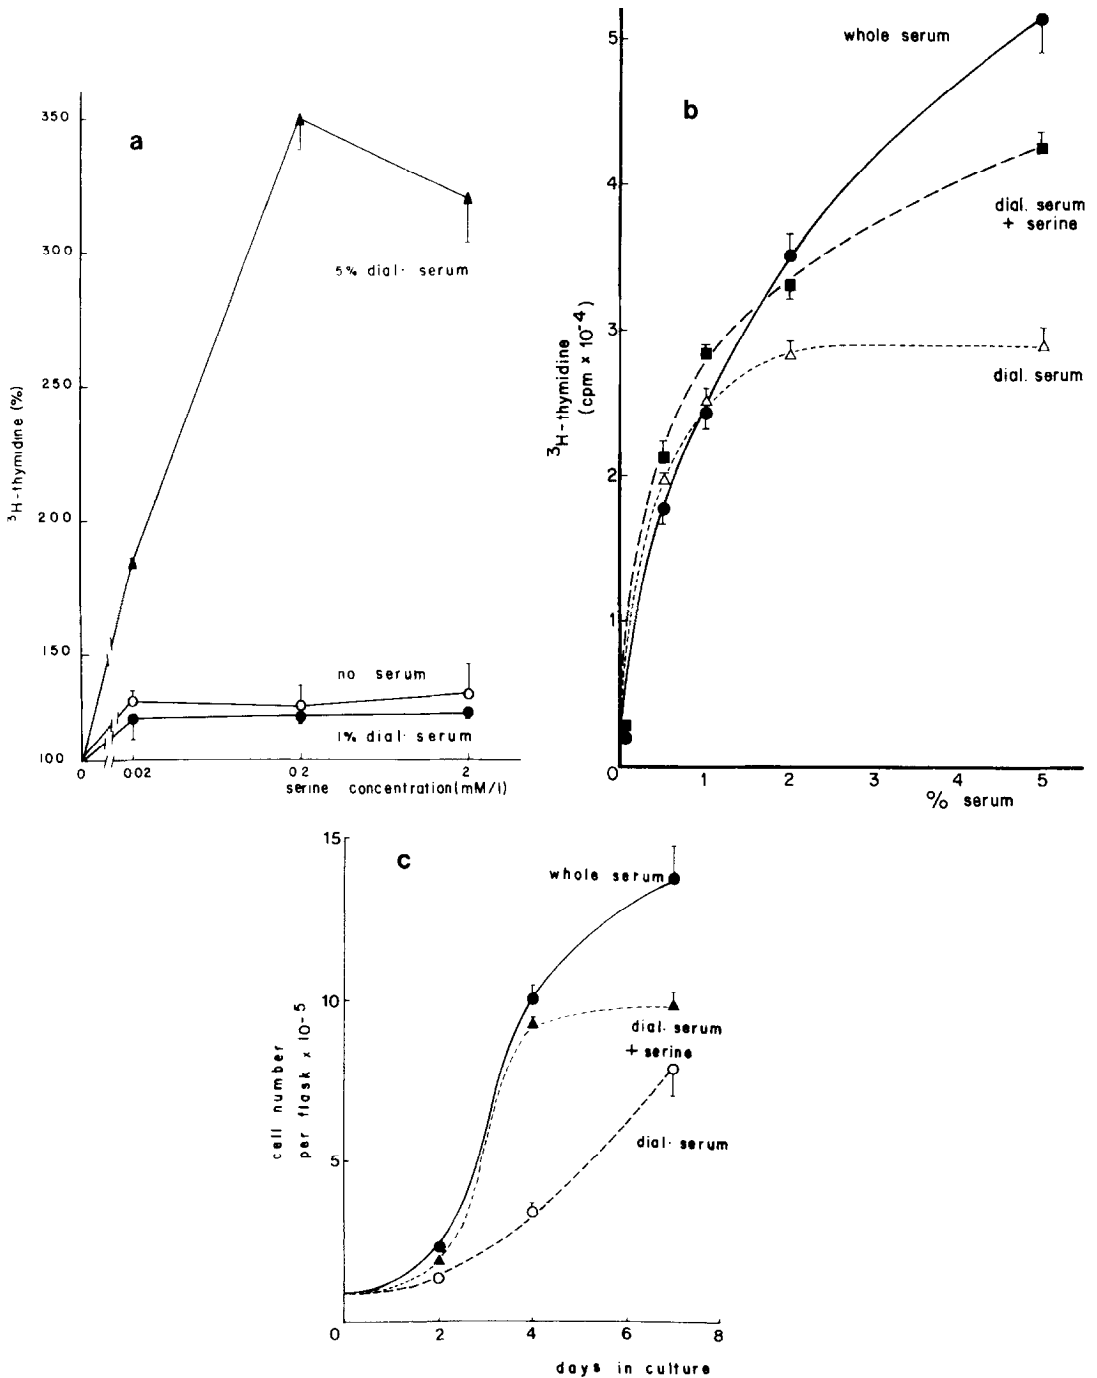 a
350
300
250
200
150
100
³H-thymidine (%)
5% dial. serum
no serum
1% dial. serum
0 0.02 0.2 2
serine concentration (mM/l)
b
5
4
3
2
1
0
³H-thymidine
(cpm x 10⁻⁴)
whole serum
dial. serum
+ serine
dial. serum
1 2 3 4 5
% serum
c
15
10
5
cell number
per flask x 10-5
whole serum
dial. serum
+ serine
dial. serum
0 2 4 6 8
days in culture